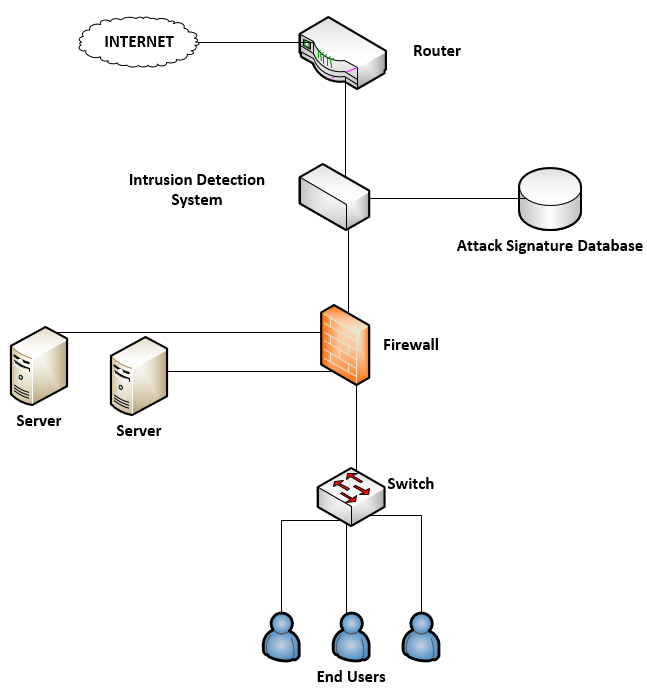 INTERNET
Router
Intrusion Detection
System
Attack Signature Database
Firewall
Server
Server
Switch
End Users